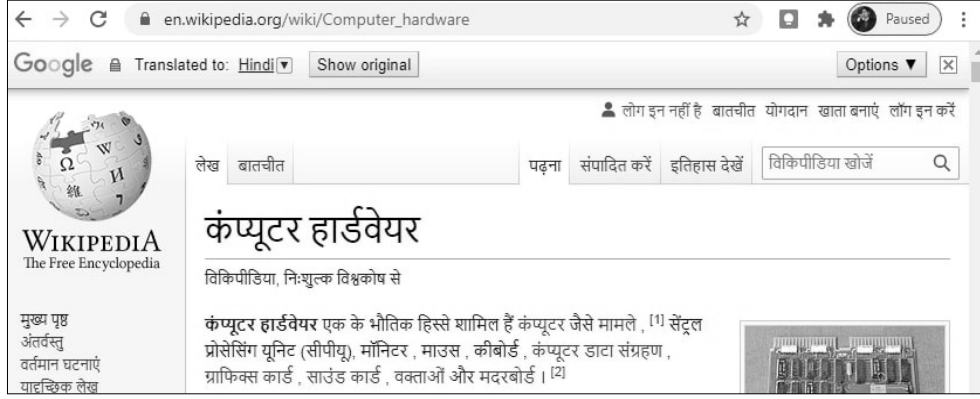 en.wikipedia.org/wiki/Computer_hardware Paused
Google Translated to: Hindi Show original Options ▼
लोग इन नहीं है बातचीत योगदान खाता बनाएं लॉग इन करें
लेख बातचीत पढ़ना संपादित करें इतिहास देखें विकिपीडिया खोजें
कंप्यूटर हार्डवेयर
WIKIPEDIA
The Free Encyclopedia
विकिपीडिया, निःशुल्क विश्वकोष से
मुख्य पृष्ठ
अंतर्वस्तु
वर्तमान घटनाएं
यादृच्छिक लेख
कंप्यूटर हार्डवेयर एक के भौतिक हिस्से शामिल हैं कंप्यूटर जैसे मामले , [1] सेंट्रल
प्रोसेसिंग यूनिट (सीपीयू), मॉनिटर , माउस , कीबोर्ड , कंप्यूटर डाटा संग्रहण ,
ग्राफिक्स कार्ड , साउंड कार्ड , वक्ताओं और मदरबोर्ड । [2]